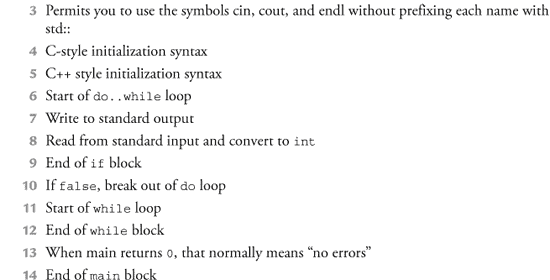 3 Permits you to use the symbols cin, cout, and endl without prefixing each name with
std::
4 C-style initialization syntax
5 C++ style initialization syntax
6 Start of do..while loop
7 Write to standard output
8 Read from standard input and convert to int
9 End of if block
10 If false, break out of do loop
11 Start of while loop
12 End of while block
13 When main returns 0, that normally means “no errors”
14 End of main block